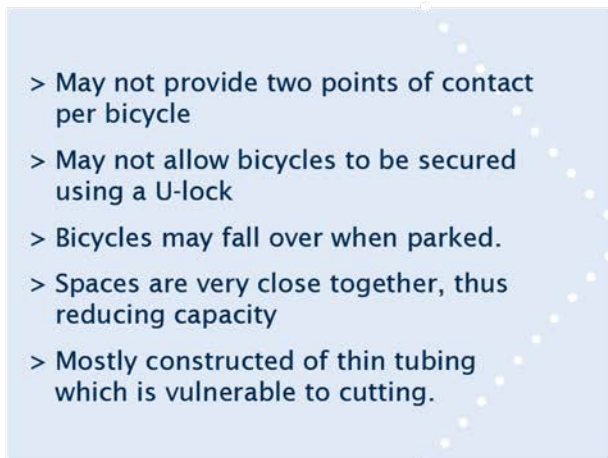 > May not provide two points of contact
per bicycle
> May not allow bicycles to be secured
using a U-lock
> Bicycles may fall over when parked.
> Spaces are very close together, thus
reducing capacity
> Mostly constructed of thin tubing
which is vulnerable to cutting.